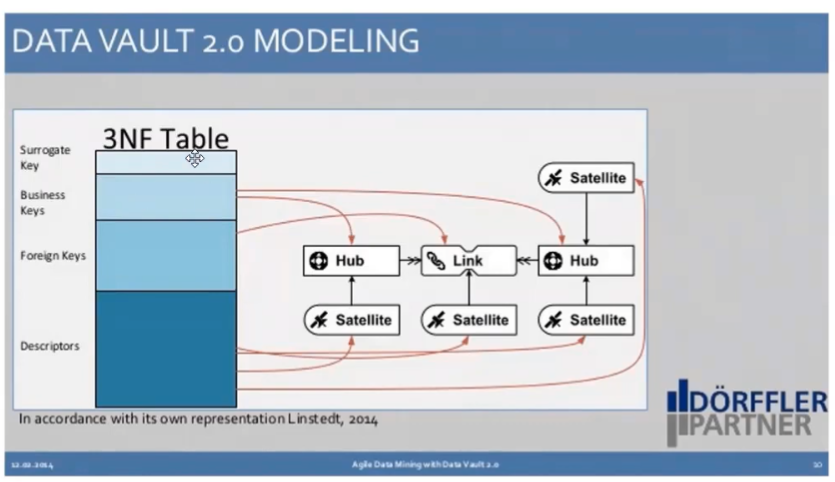 DATA VAULT 2.0 MODELING
3NF Table
Surrogate
Key
Business
Keys
Foreign Keys
Descriptors
Satellite
Hub
Link
Hub
Satellite
Satellite
Satellite
In accordance with its own representation Linstedt, 2014
DÖRFFLER
PARTNER
12.02.2014
Agile Data Mining with Data Vault 2.0
10